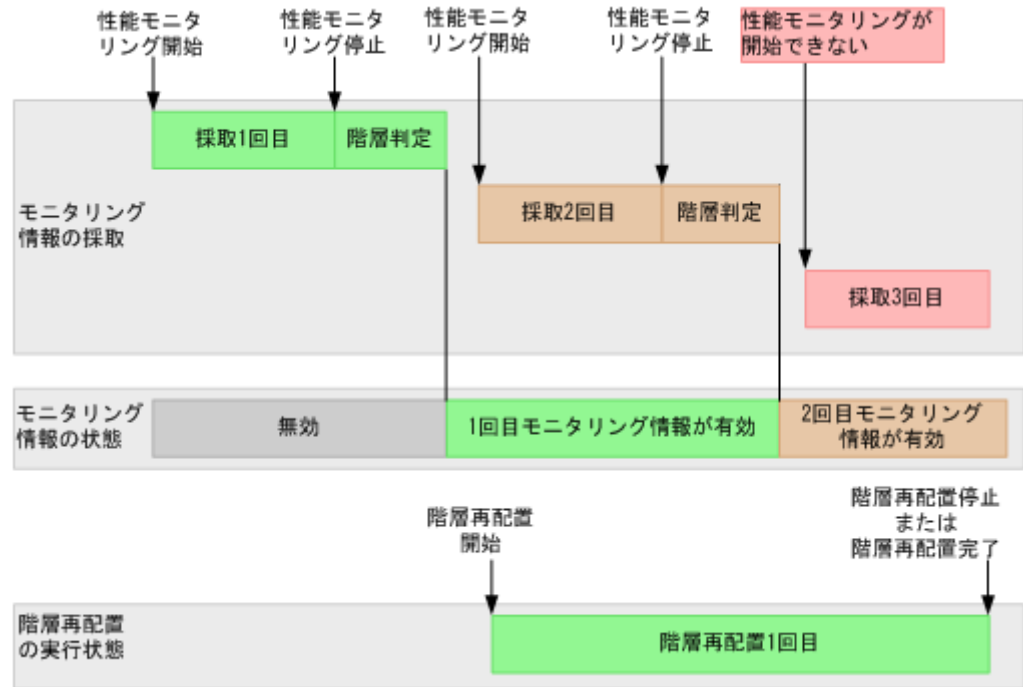 性能モニタ
リング開始
性能モニタ
リング停止
性能モニタ
リング開始
性能モニタ
リング停止
性能モニタリングが
開始できない
採取1回目
階層判定
モニタリング
情報の採取
採取2回目
階層判定
採取3回目
モニタリング
情報の状態
無効
1回目モニタリング情報が有効
2回目モニタリング
情報が有効
階層再配置
開始
階層再配置停止
または
階層再配置完了
階層再配置
の実行状態
階層再配置1回目